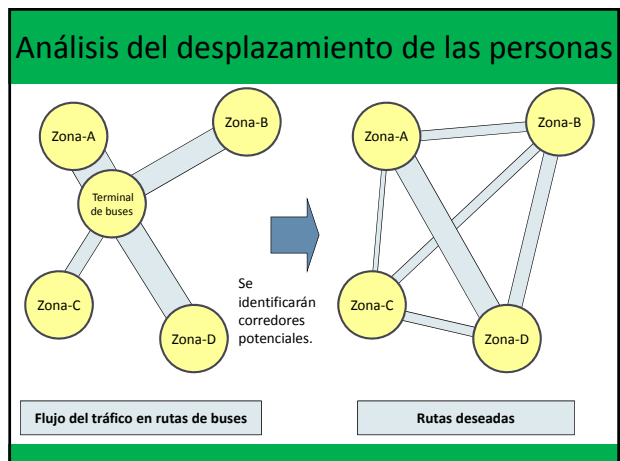 Análisis del desplazamiento de las personas
Zona-A
Zona-B
Terminal
de buses
Zona-C
Zona-D
Se
identificarán
corredores
potenciales.
Zona-A
Zona-B
Zona-C
Zona-D
Flujo del tráfico en rutas de buses
Rutas deseadas